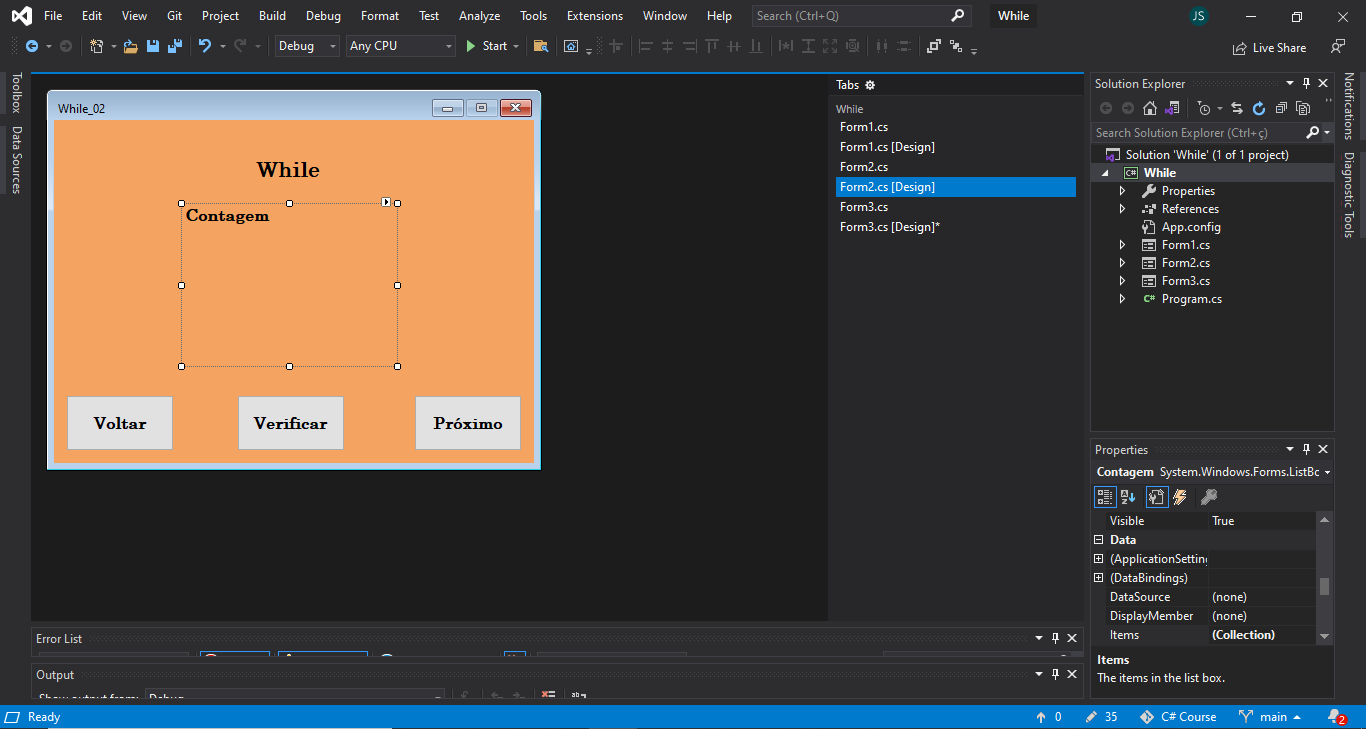 File Edit View Git Project Build Debug Format Test Analyze Tools Extensions Window Help Search (Ctrl+Q) While JS
Debug Any CPU Start Live Share
Toolbox
Data Sources
While_02
While
Contagem
Voltar Verificar Próximo
Tabs
While
Form1.cs
Form1.cs [Design]
Form2.cs
Form2.cs [Design]
Form3.cs
Form3.cs [Design]*
Solution Explorer
Search Solution Explorer (Ctrl+ç)
Solution 'While' (1 of 1 project)
C# While
Properties
References
App.config
Form1.cs
Form2.cs
Form3.cs
C# Program.cs
Notifications
Diagnostic Tools
Properties
Contagem System.Windows.Forms.ListBo
Visible True
Data
(ApplicationSetting
(DataBindings)
DataSource (none)
DisplayMember (none)
Items (Collection)
Items
The items in the list box.
Error List
Output
Show output from: Debug
Ready 0 35 C# Course main 2